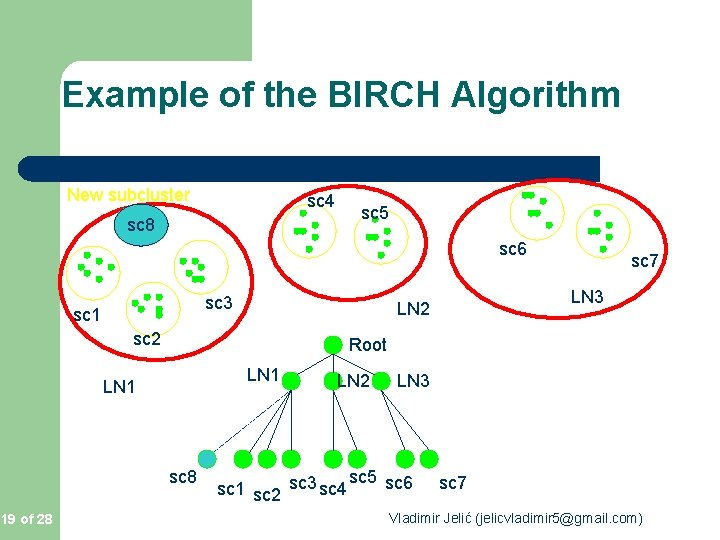 Example of the BIRCH Algorithm
New subcluster
sc8
sc4
sc5
sc6
sc7
sc1
sc3
LN2
LN3
sc2
Root
LN1
LN1
LN2
LN3
sc8
sc1
sc2
sc3
sc4
sc5
sc6
sc7
19 of 28
Vladimir Jelić (jelicvladimir5@gmail.com)